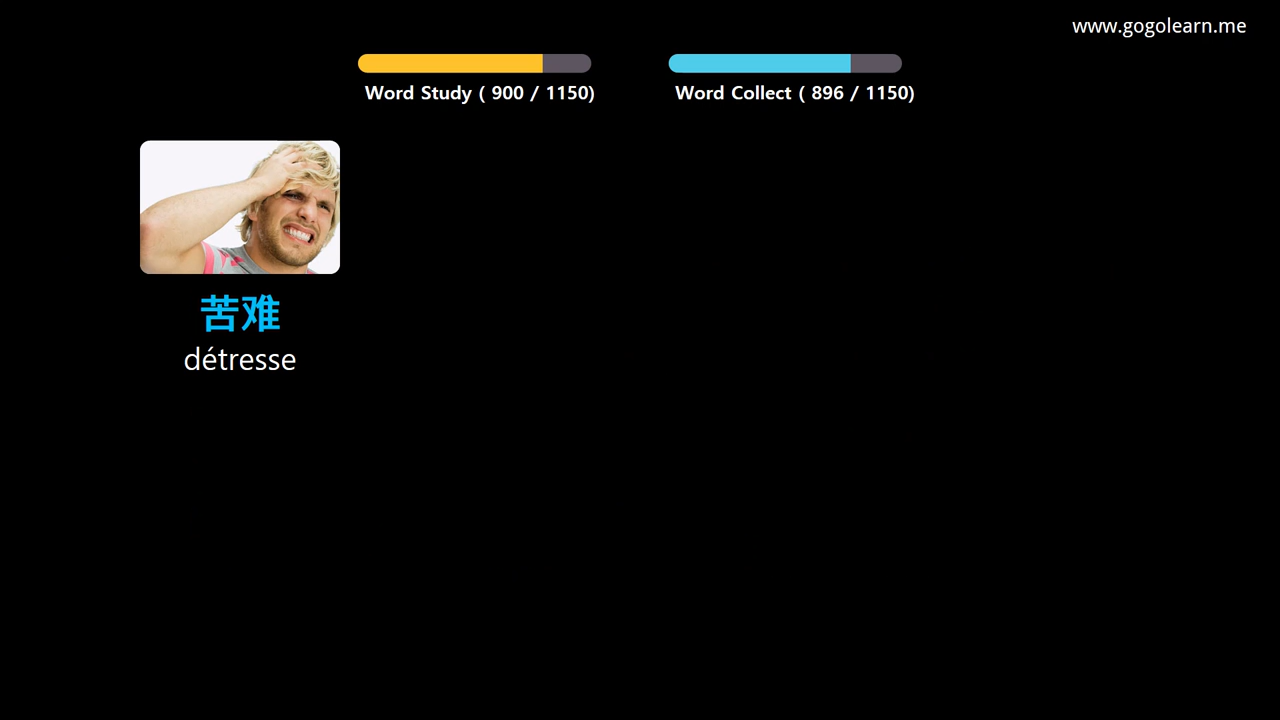 www.gogolearn.me
Word Study ( 900 / 1150)
Word Collect ( 896 / 1150)
苦难
détresse